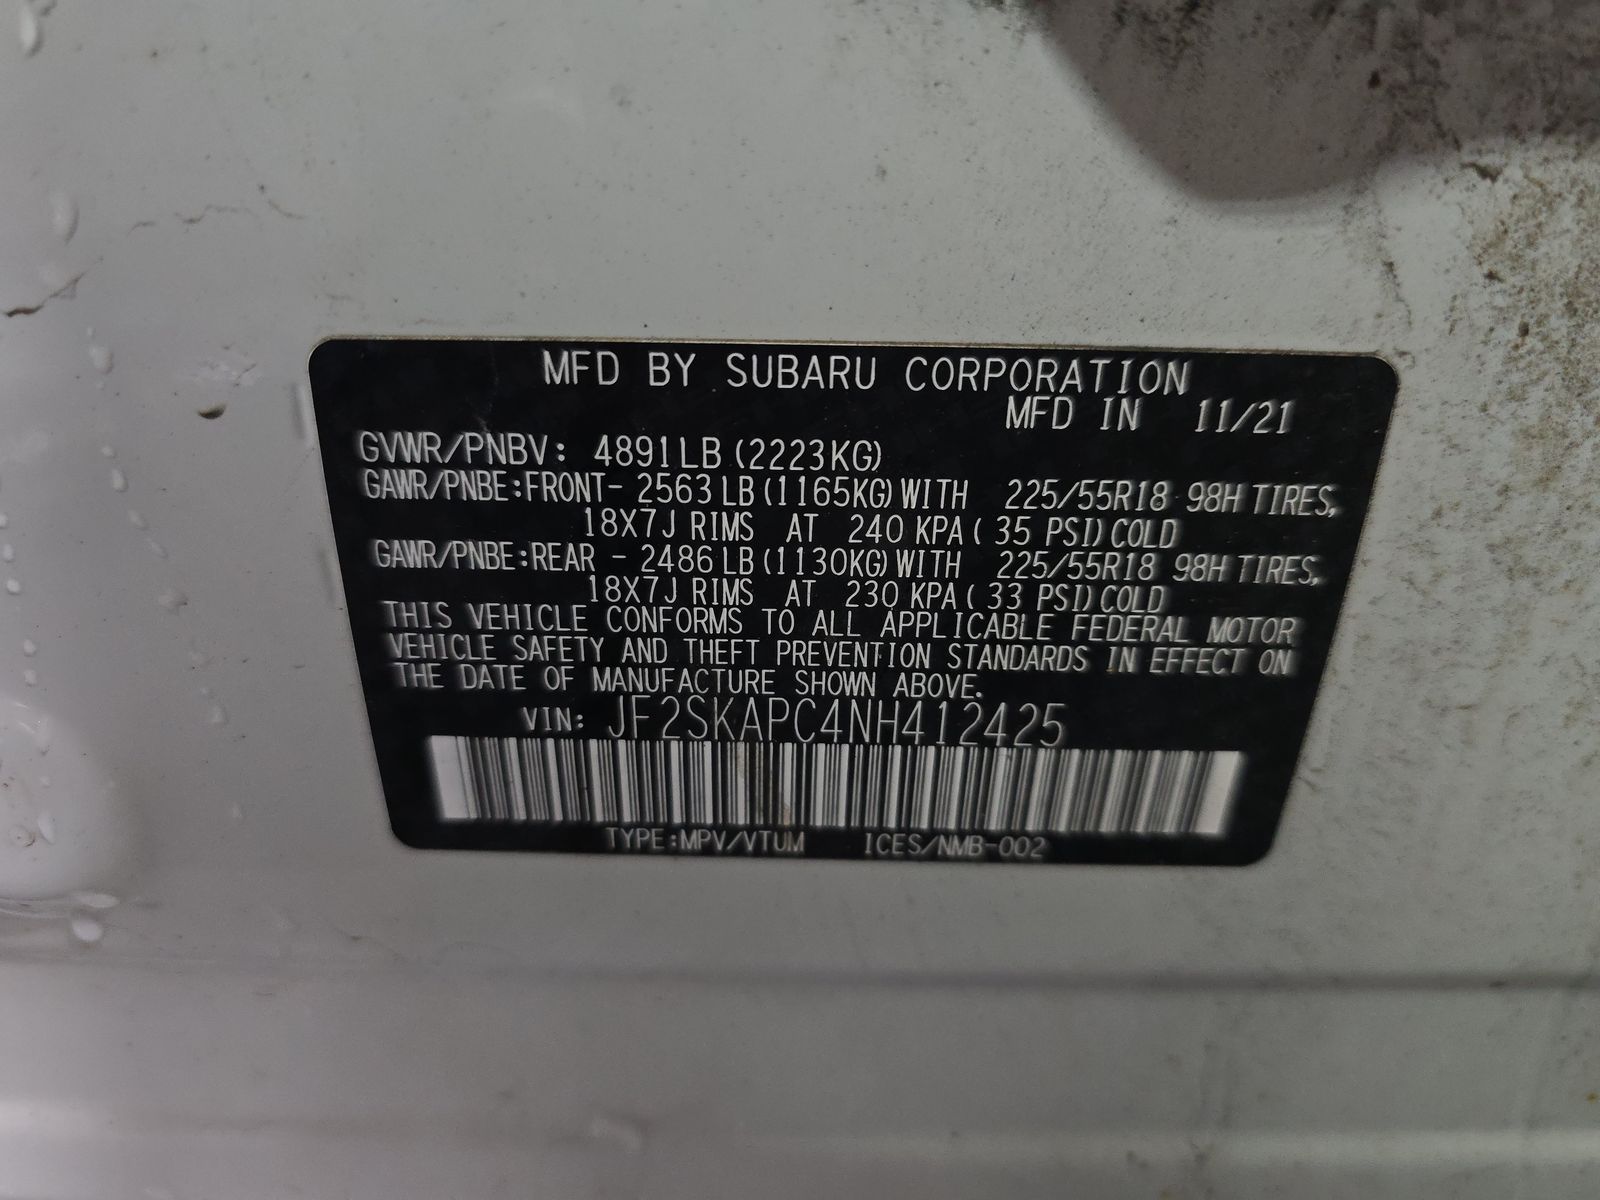 MFD BY SUBARU CORPORATION
MFD IN 11/21
GVWR/PNBV: 4891LB (2223KG)
GAWR/PNBE:FRONT- 2563 LB (1165KG) WITH 225/55R18 98H TIRES,
18X7J RIMS AT 240 KPA ( 35 PSI) COLD
GAWR/PNBE:REAR - 2486 LB (1130KG) WITH 225/55R18 98H TIRES,
18X7J RIMS AT 230 KPA ( 33 PSI) COLD
THIS VEHICLE CONFORMS TO ALL APPLICABLE FEDERAL MOTOR
VEHICLE SAFETY AND THEFT PREVENTION STANDARDS IN EFFECT ON
THE DATE OF MANUFACTURE SHOWN ABOVE.
VIN: JF2SKAPC4NH412425
TYPE:MPV/VTUM ICES/NMB-002